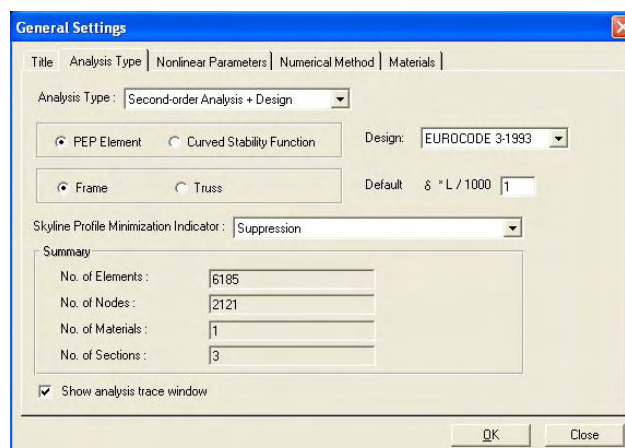 General Settings
Title Analysis Type Nonlinear Parameters Numerical Method Materials
Analysis Type : Second-order Analysis + Design
PEP Element Curved Stability Function Design: EUROCODE 3-1993
Frame Truss Default δ * L / 1000 1
Skyline Profile Minimization Indicator : Suppression
Summary
No. of Elements : 6185
No. of Nodes : 2121
No. of Materials : 1
No. of Sections : 3
Show analysis trace window
OK Close